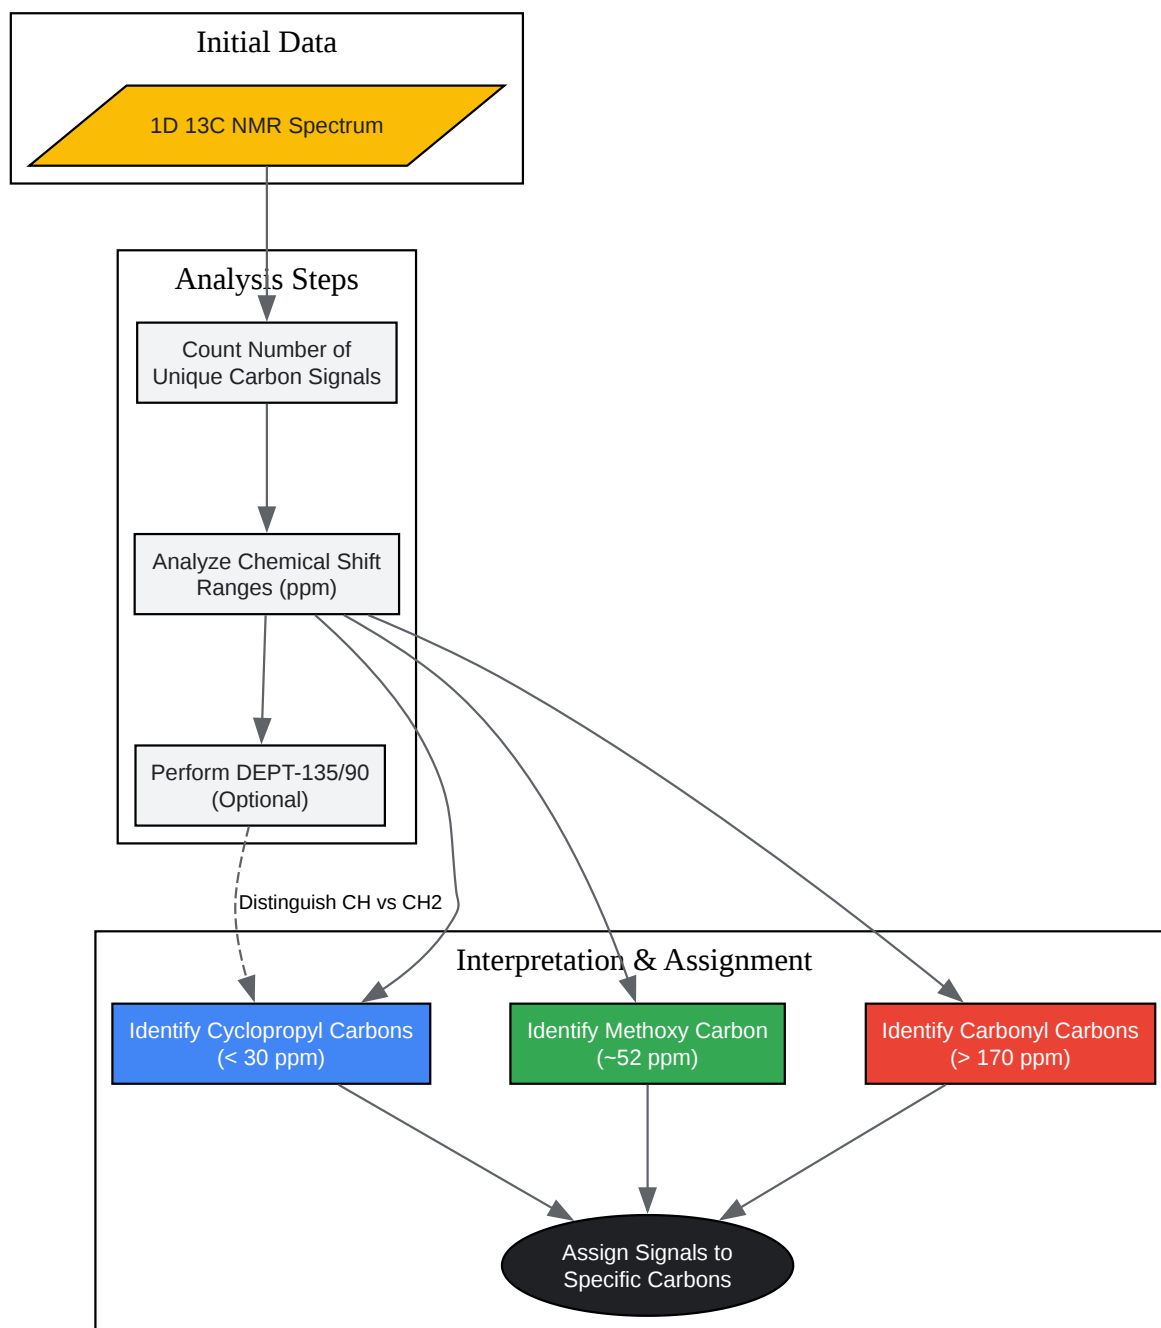 Initial Data
1D 13C NMR Spectrum
Analysis Steps
Count Number of
Unique Carbon Signals
Analyze Chemical Shift
Ranges (ppm)
Perform DEPT-135/90
(Optional)
Distinguish CH vs CH2
Interpretation & Assignment
Identify Cyclopropyl Carbons
(< 30 ppm)
Identify Methoxy Carbon
(~52 ppm)
Identify Carbonyl Carbons
(> 170 ppm)
Assign Signals to
Specific Carbons